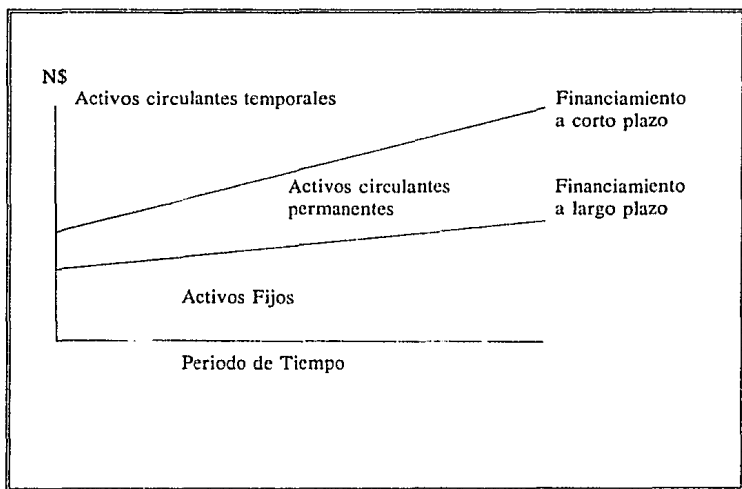 N$
Activos circulantes temporales
Financiamiento
a corto plazo
Activos circulantes
permanentes
Financiamiento
a largo plazo
Activos Fijos
Periodo de Tiempo